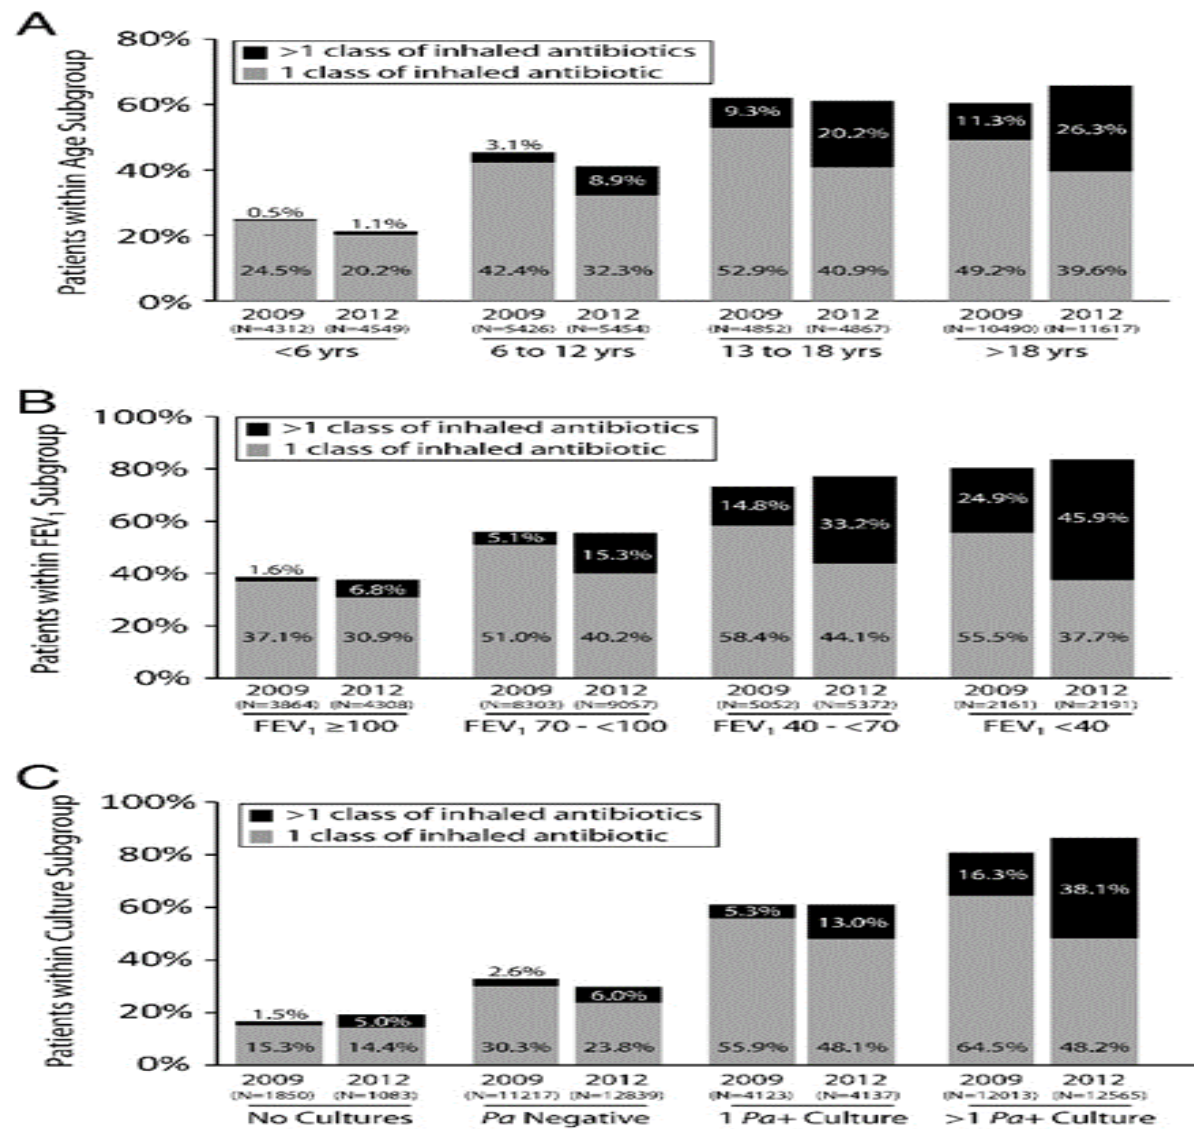 A
80%
>1 class of inhaled antibiotics
1 class of inhaled antibiotic
60%
40%
20%
0%
Patients within Age Subgroup
0.5% 1.1% 3.1% 8.9% 9.3% 20.2% 11.3% 26.3%
24.5% 20.2% 42.4% 32.3% 52.9% 40.9% 49.2% 39.6%
2009 2012 2009 2012 2009 2012 2009 2012
(N=4312) (N=4549) (N=5426) (N=5454) (N=4852) (N=4867) (N=10490) (N=11617)
<6 yrs 6 to 12 yrs 13 to 18 yrs >18 yrs
B
100%
>1 class of inhaled antibiotics
1 class of inhaled antibiotic
80%
60%
40%
20%
0%
Patients within FEV₁ Subgroup
1.6% 6.8% 5.1% 15.3% 14.8% 33.2% 24.9% 45.9%
37.1% 30.9% 51.0% 40.2% 58.4% 44.1% 55.5% 37.7%
2009 2012 2009 2012 2009 2012 2009 2012
(N=3864) (N=4308) (N=8303) (N=9057) (N=5052) (N=5372) (N=2161) (N=2191)
FEV₁ ≥100 FEV₁ 70 - <100 FEV₁ 40 - <70 FEV₁ <40
C
100%
>1 class of inhaled antibiotics
1 class of inhaled antibiotic
80%
60%
40%
20%
0%
Patients within Culture Subgroup
1.5% 5.0% 2.6% 6.0% 5.3% 13.0% 16.3% 38.1%
15.3% 14.4% 30.3% 23.8% 55.9% 48.1% 64.5% 48.2%
2009 2012 2009 2012 2009 2012 2009 2012
(N=1850) (N=1083) (N=11217) (N=12839) (N=4123) (N=4137) (N=12013) (N=12565)
No Cultures Pa Negative 1 Pa+ Culture >1 Pa+ Culture